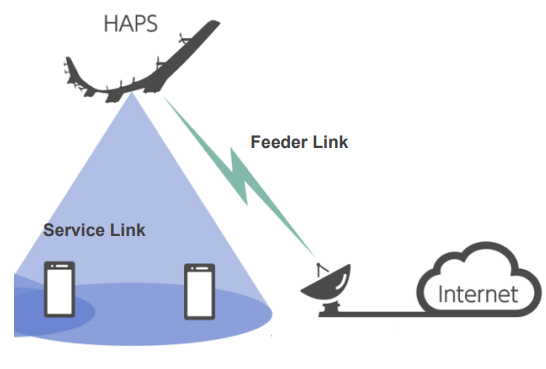 HAPS
Feeder Link
Service Link
Internet